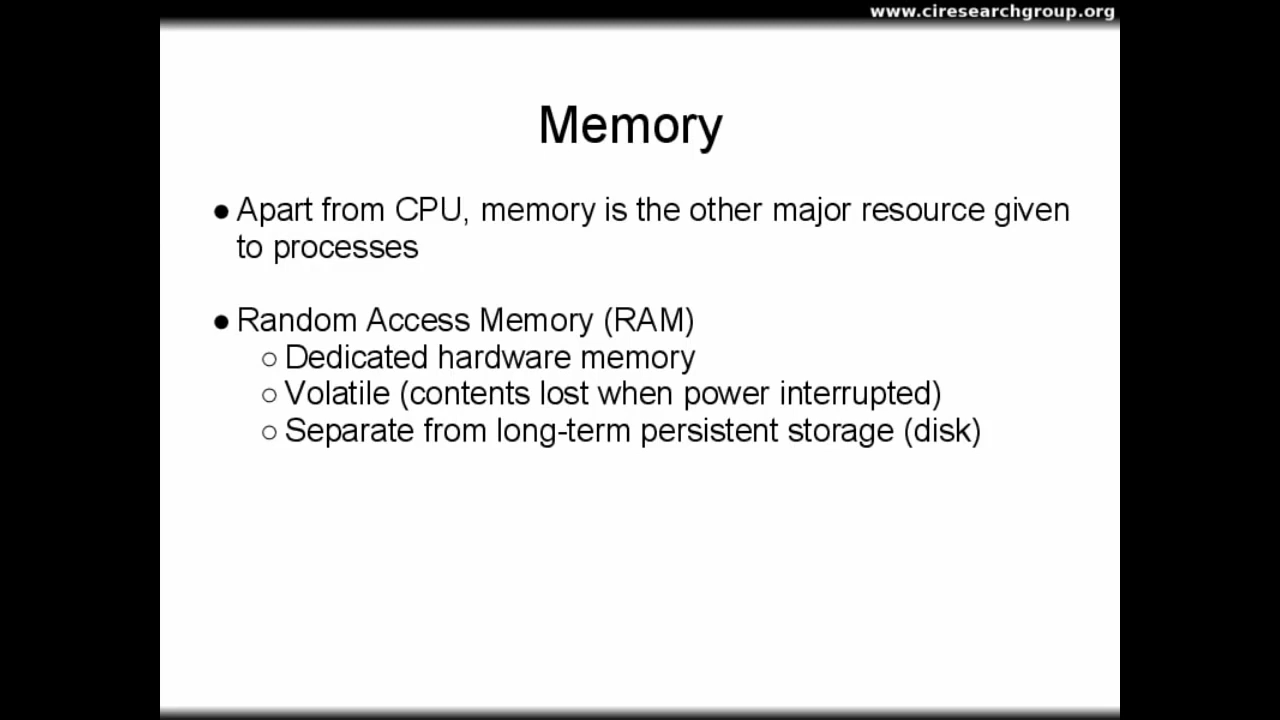 www.ciresearchgroup.org
Memory
● Apart from CPU, memory is the other major resource given
to processes
● Random Access Memory (RAM)
○ Dedicated hardware memory
○ Volatile (contents lost when power interrupted)
○ Separate from long-term persistent storage (disk)